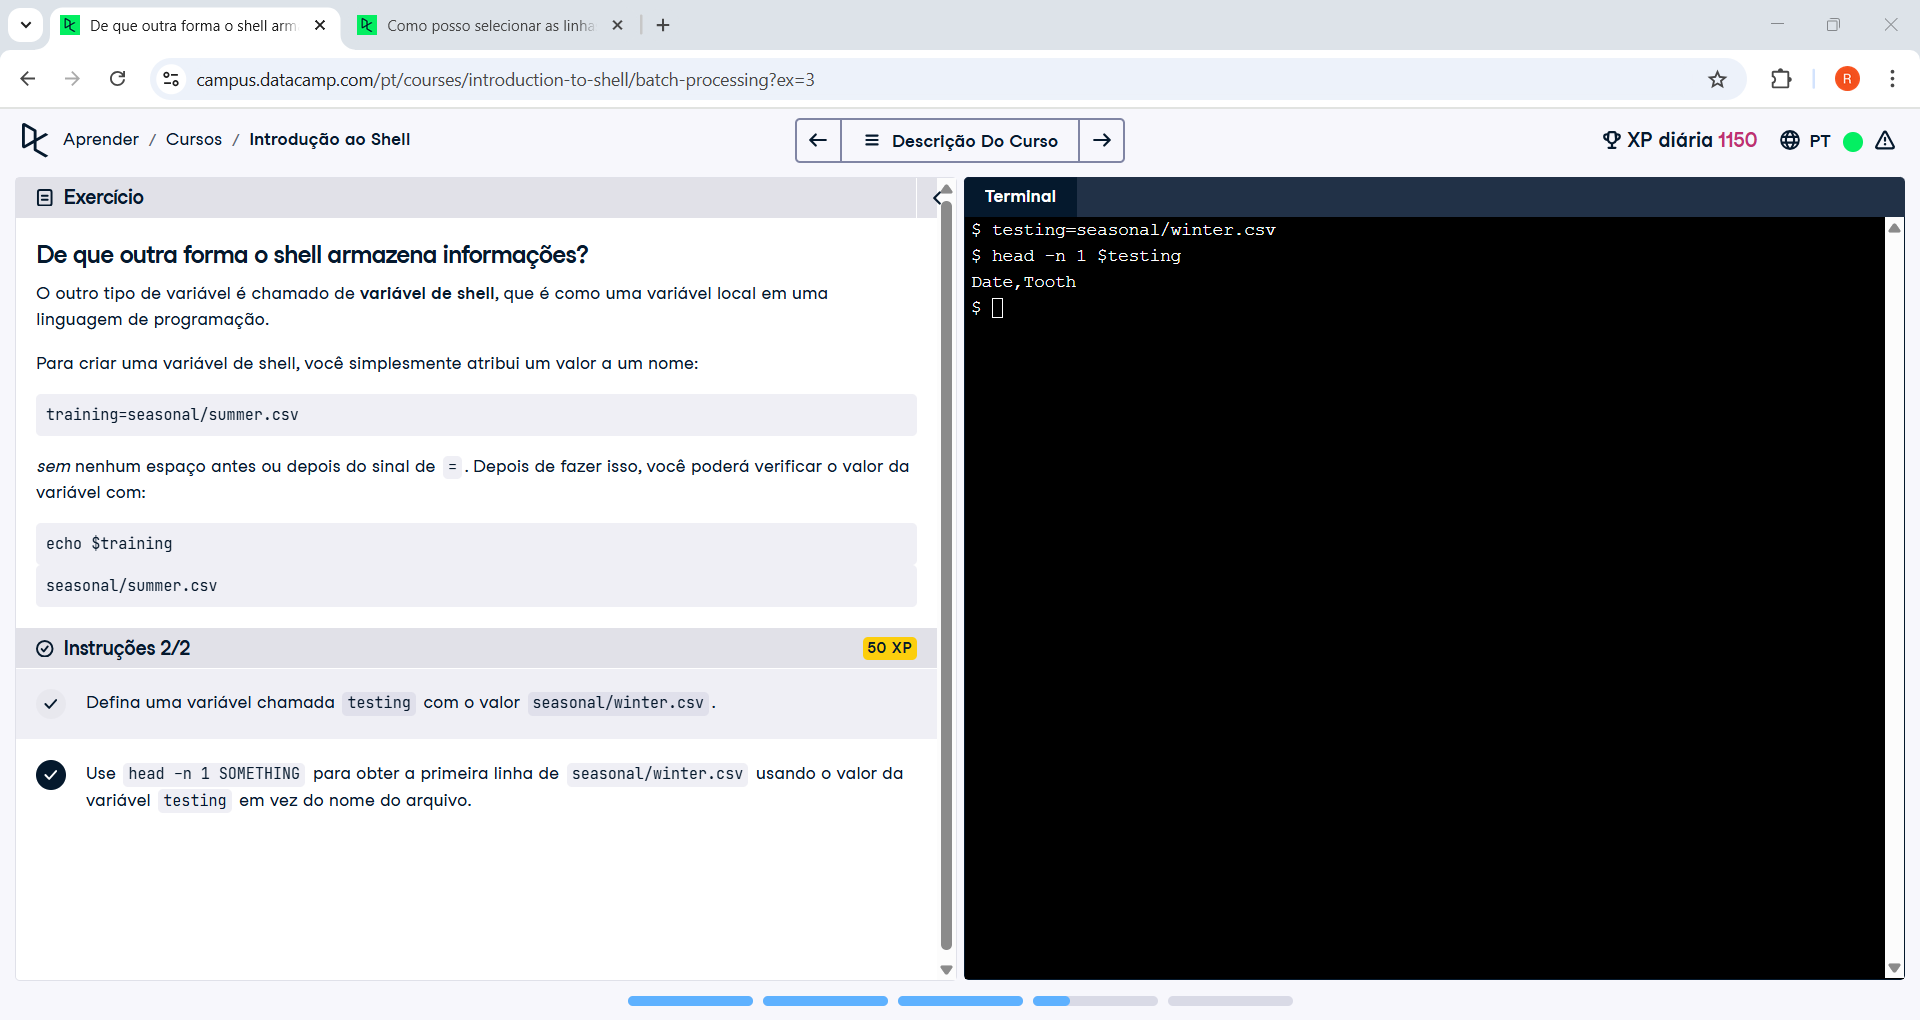 De que outra forma o shell arm
Como posso selecionar as linha
campus.datacamp.com/pt/courses/introduction-to-shell/batch-processing?ex=3
R
Aprender / Cursos / Introdução ao Shell
Descrição Do Curso
XP diária 1150
PT
Exercício
De que outra forma o shell armazena informações?
O outro tipo de variável é chamado de variável de shell, que é como uma variável local em uma
linguagem de programação.
Para criar uma variável de shell, você simplesmente atribui um valor a um nome:
training=seasonal/summer.csv
sem nenhum espaço antes ou depois do sinal de = . Depois de fazer isso, você poderá verificar o valor da
variável com:
echo $training
seasonal/summer.csv
Instruções 2/2
50 XP
Defina uma variável chamada testing com o valor seasonal/winter.csv .
Use head -n 1 SOMETHING para obter a primeira linha de seasonal/winter.csv usando o valor da
variável testing em vez do nome do arquivo.
Terminal
$ testing=seasonal/winter.csv
$ head -n 1 $testing
Date,Tooth
$